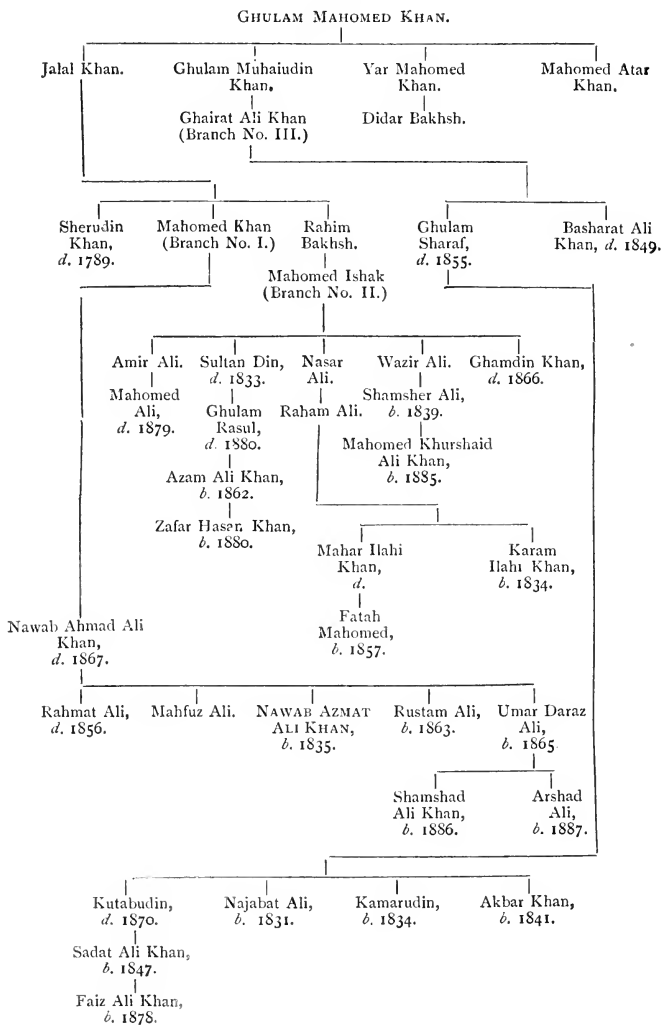 GHULAM MAHOMED KHAN.
Jalal Khan. Ghulam Muhaiudin Yar Mahomed Mahomed Atar
Khan. Khan. Khan.
Ghairat Ali Khan Didar Bakhsh.
(Branch No. III.)
Sherudin Mahomed Khan Rahim Ghulam Basharat Ali
Khan, (Branch No. I.) Bakhsh. Sharaf, Khan, d. 1849.
d. 1789. d. 1855.
Mahomed Ishak
(Branch No. II.)
Amir Ali. Sultan Din, Nasar Wazir Ali. Ghamdin Khan,
d. 1833. Ali. d. 1866.
Mahomed Shamsher Ali,
Ali, Ghulam Raham Ali. b. 1839.
d. 1879. Rasul,
d. 1880. Mahomed Khurshaid
Ali Khan,
Azam Ali Khan, b. 1885.
b. 1862.
Zafar Hasan Khan,
b. 1880.
Mahar Ilahi Karam
Khan, Ilahi Khan,
d. b. 1834.
Fatah
Mahomed,
b. 1857.
Nawab Ahmad Ali
Khan,
d. 1867.
Rahmat Ali, Mahfuz Ali. NAWAB AZMAT Rustam Ali, Umar Daraz
d. 1856. ALI KHAN, b. 1863. Ali,
b. 1835. b. 1865
Shamshad Arshad
Ali Khan, Ali,
b. 1886. b. 1887.
Kutabudin, Najabat Ali, Kamarudin, Akbar Khan,
d. 1870. b. 1831. b. 1834. b. 1841.
Sadat Ali Khan,
b. 1847.
Faiz Ali Khan,
b. 1878.